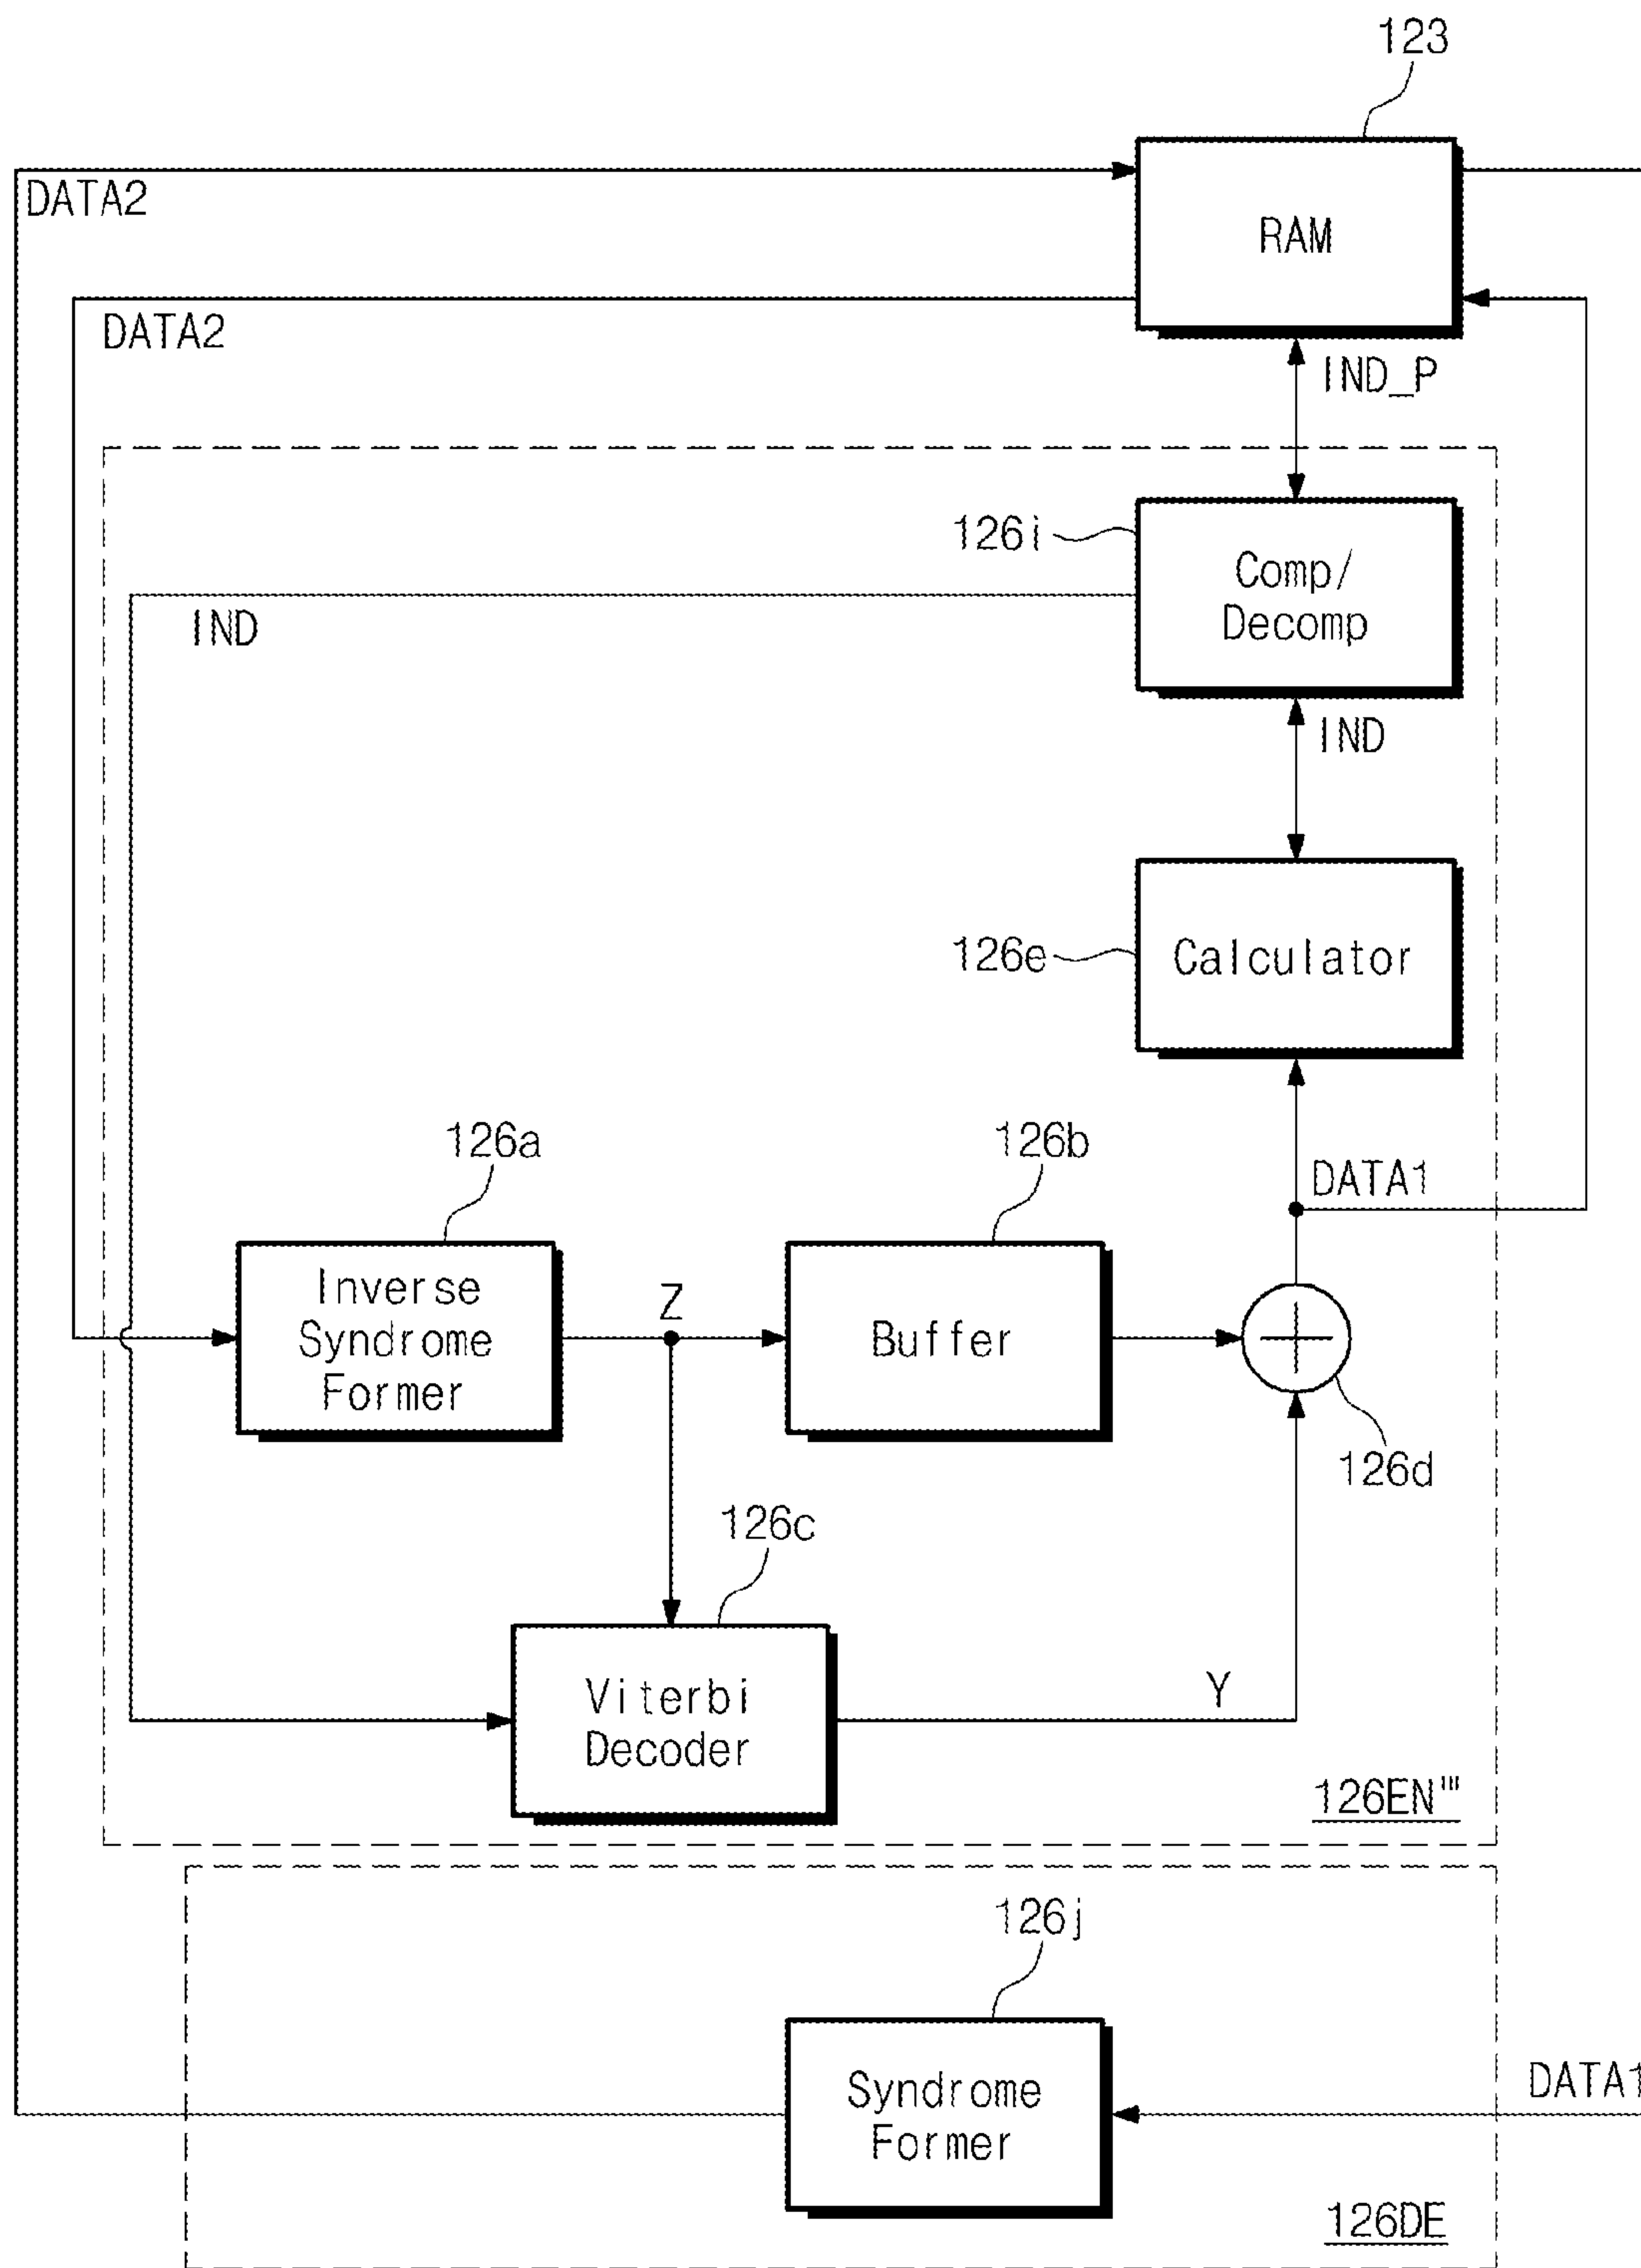 123
DATA2
RAM
DATA2
IND_P
126i
Comp/
Decomp
IND
IND
126e
Calculator
126a
126b
DATA1
Inverse
Syndrome
Former
Z
Buffer
126d
126c
Viterbi
Decoder
Y
126EN'''
126j
Syndrome
Former
DATA1
126DE